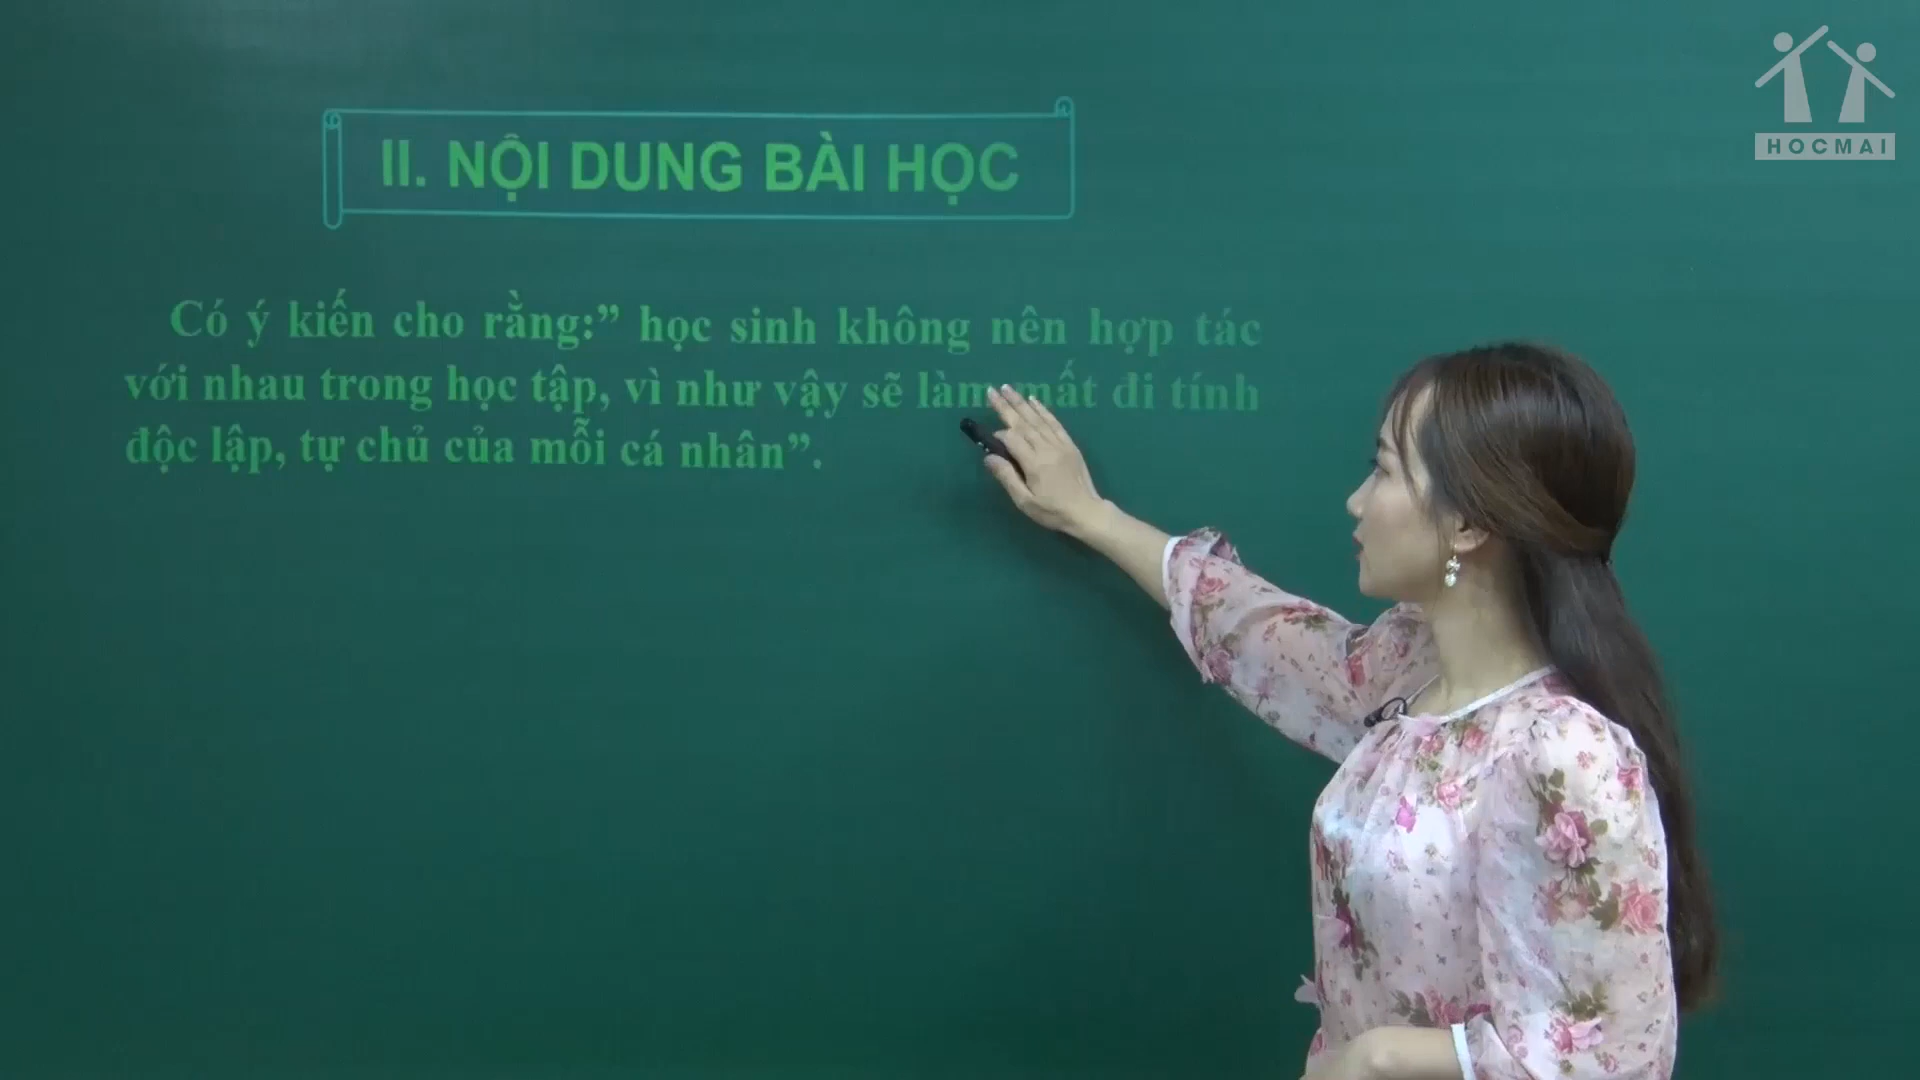 HOCMAI
II. NỘI DUNG BÀI HỌC
Có ý kiến cho rằng:” học sinh không nên hợp tác
với nhau trong học tập, vì như vậy sẽ làm mất đi tính
độc lập, tự chủ của mỗi cá nhân”.